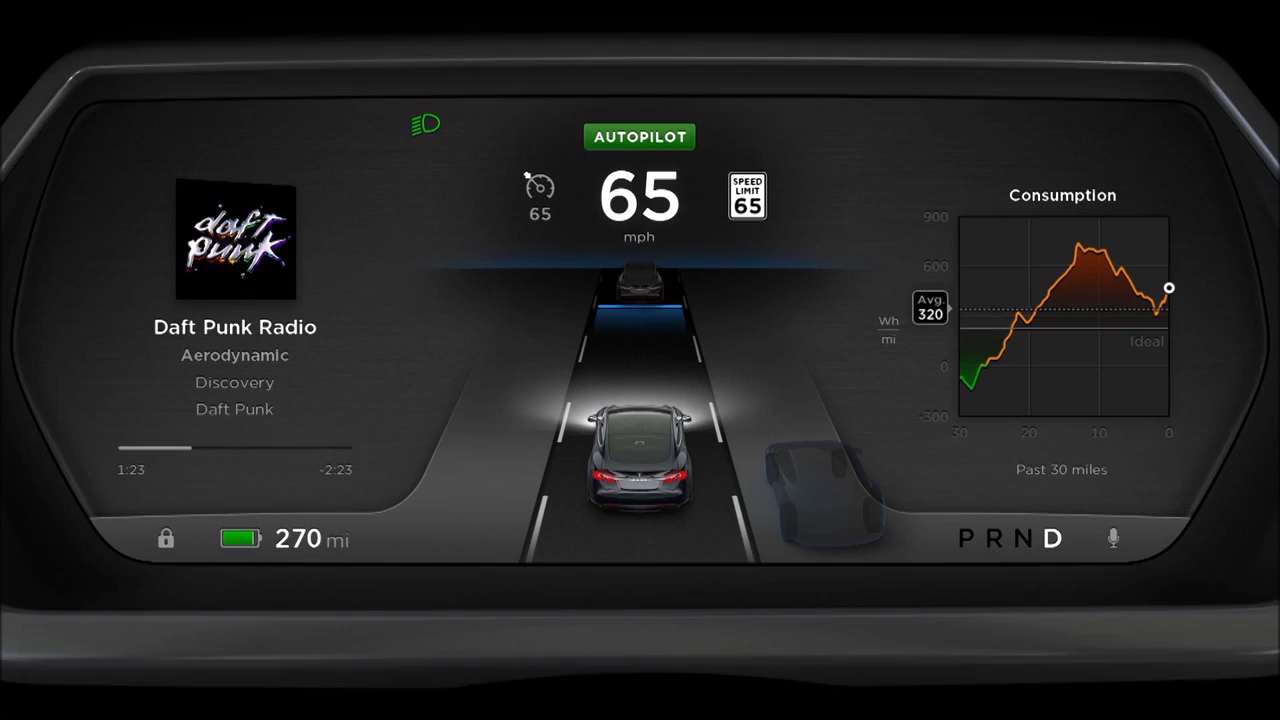 AUTOPILOT
65
65
mph
SPEED
LIMIT
65
daft
punk
Daft Punk Radio
Aerodynamic
Discovery
Daft Punk
1:23
-2:23
270 mi
Consumption
900
600
Avg.
320
Wh
mi
Ideal
0
-300
30
20
10
0
Past 30 miles
P R N D